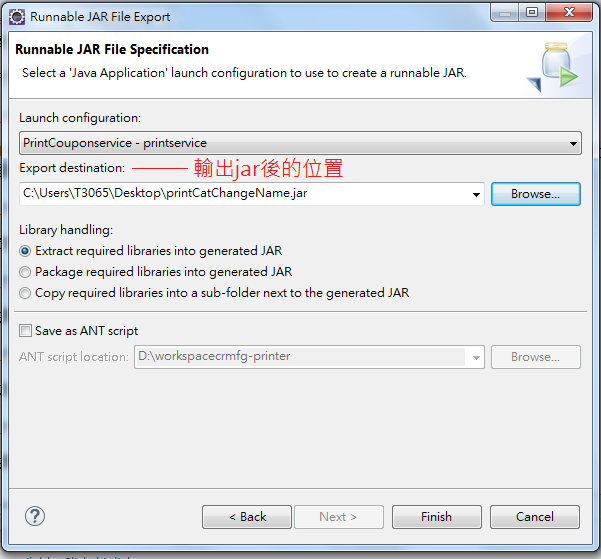 Runnable JAR File Export
Runnable JAR File Specification
Select a 'Java Application' launch configuration to use to create a runnable JAR.
Launch configuration:
PrintCouponservice - printservice
Export destination: 輸出jar後的位置
C:\Users\T3065\Desktop\printCatChangeName.jar Browse...
Library handling:
Extract required libraries into generated JAR
Package required libraries into generated JAR
Copy required libraries into a sub-folder next to the generated JAR
Save as ANT script
ANT script location: D:\workspacecrmfg-printer Browse...
? < Back Next > Finish Cancel